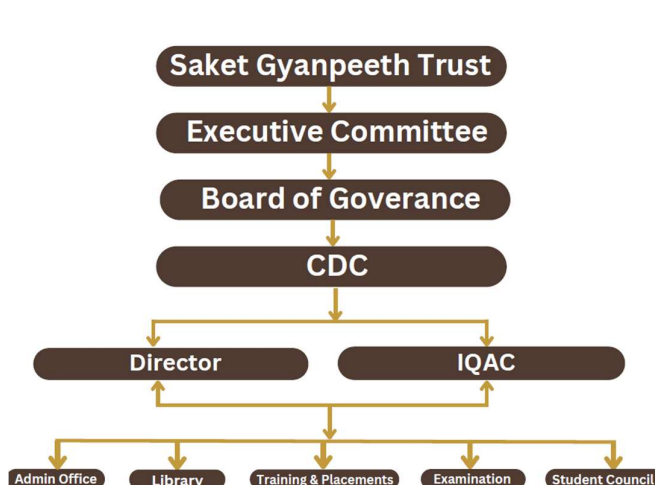 Saket Gyanpeeth Trust
Executive Committee
Board of Goverance
CDC
Director
IQAC
Admin Office
Library
Training & Placements
Examination
Student Council